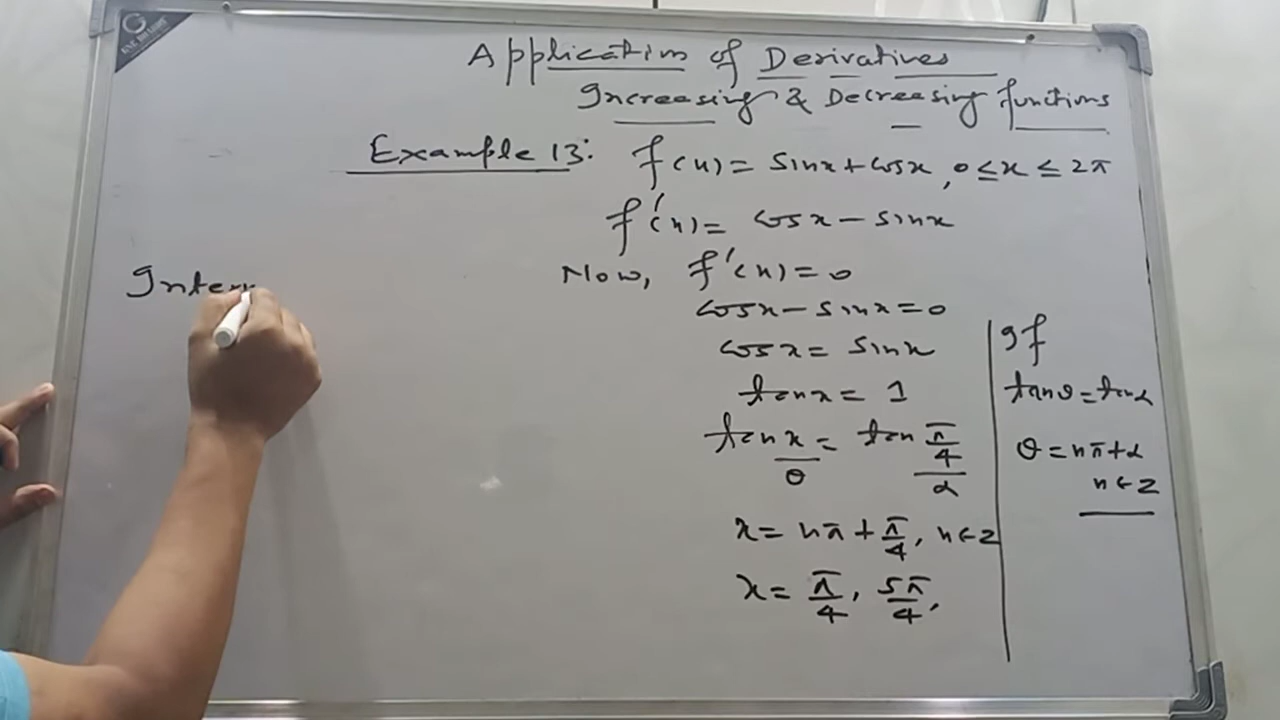 Application of Derivatives
Increasing & Decreasing functions
Example 13: f(x) = sinx + cosx, 0 ≤ x ≤ 2π
f'(x) = cosx - sinx
Now, f'(x) = 0
cosx - sinx = 0
cosx = sinx
tanx = 1
tan x = tan π/4
θ α
x = nπ + π/4, n ∈ Z
x = π/4, 5π/4,
If
tanθ = tanα
θ = nπ + α
n ∈ Z
Inter